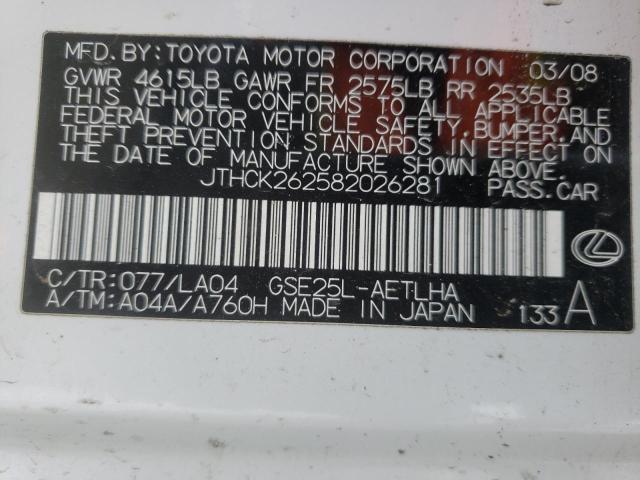 MFD. BY: TOYOTA MOTOR CORPORATION 03/08
GVWR 4615LB GAWR FR 2575LB RR 2535LB
THIS VEHICLE CONFORMS TO ALL APPLICABLE
FEDERAL MOTOR VEHICLE SAFETY, BUMPER, AND
THEFT PREVENTION STANDARDS IN EFFECT ON
THE DATE OF MANUFACTURE SHOWN ABOVE.
JTHCK262582026281 PASS. CAR
C/TR: 077/LA04 GSE25L-AETLHA
A/TM: A04A/A760H MADE IN JAPAN 133 A